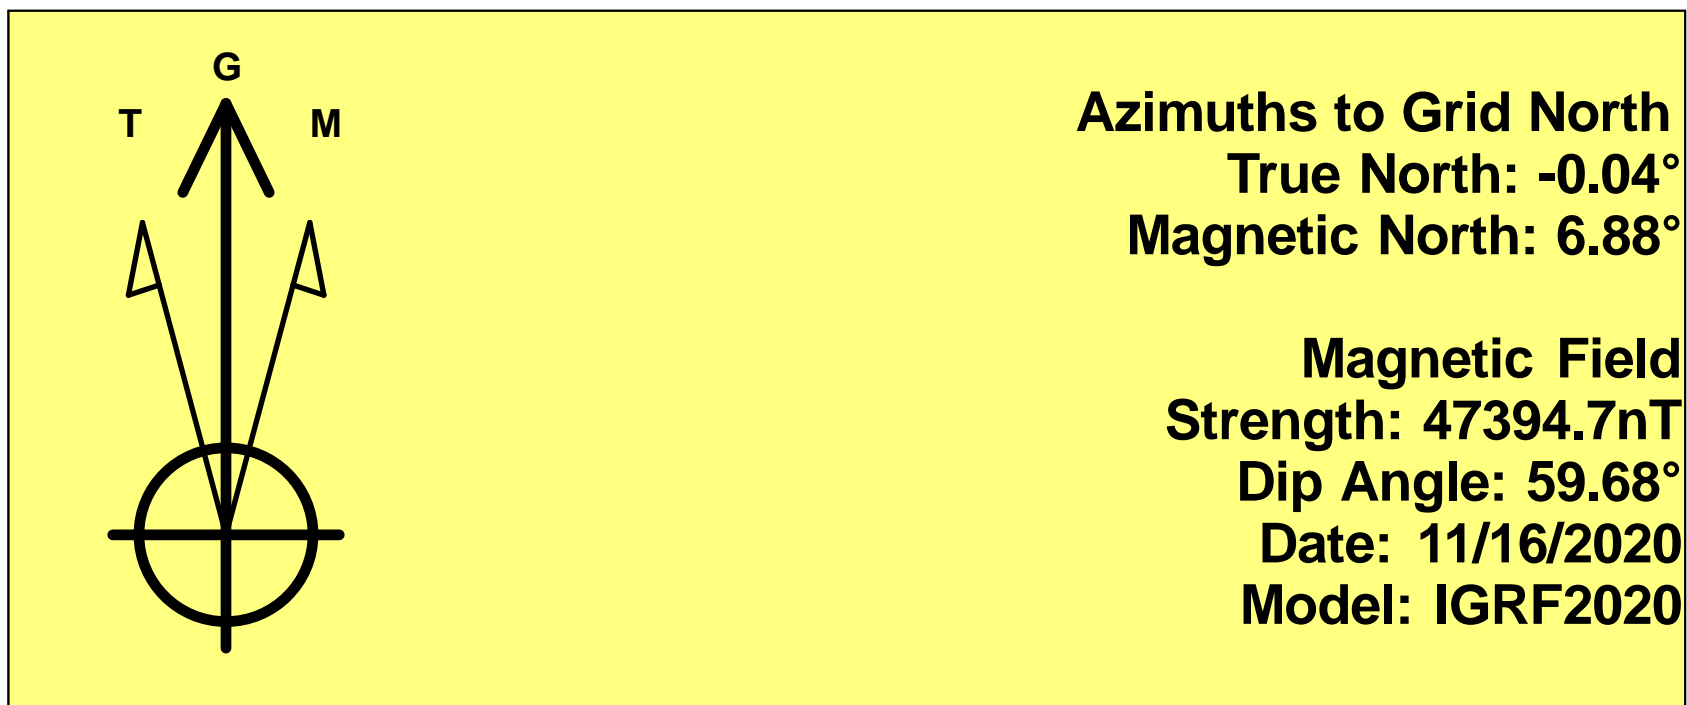 G
T
M
Azimuths to Grid North
True North: -0.04°
Magnetic North: 6.88°
Magnetic Field
Strength: 47394.7nT
Dip Angle: 59.68°
Date: 11/16/2020
Model: IGRF2020